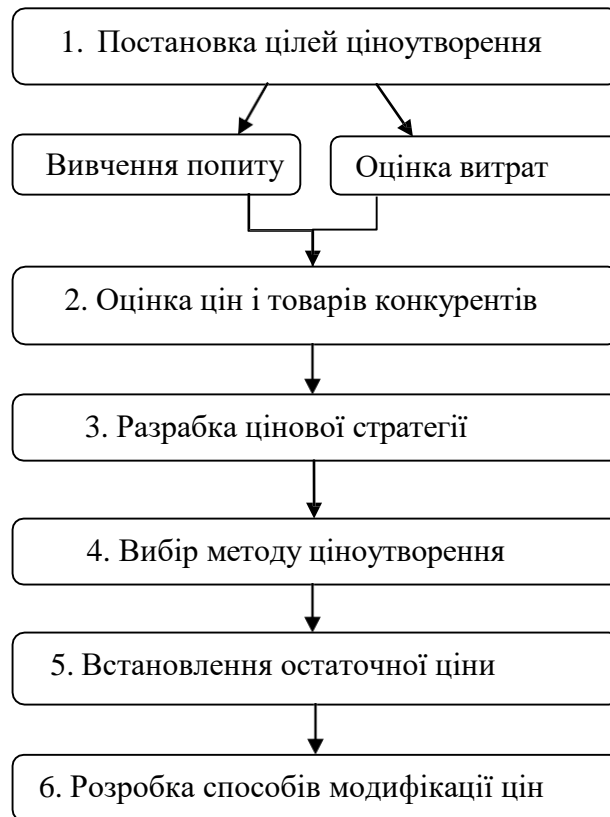 1. Постановка цілей ціноутворення
Вивчення попиту
Оцінка витрат
2. Оцінка цін і товарів конкурентів
3. Разрабка цінової стратегії
4. Вибір методу ціноутворення
5. Встановлення остаточної ціни
6. Розробка способів модифікації цін